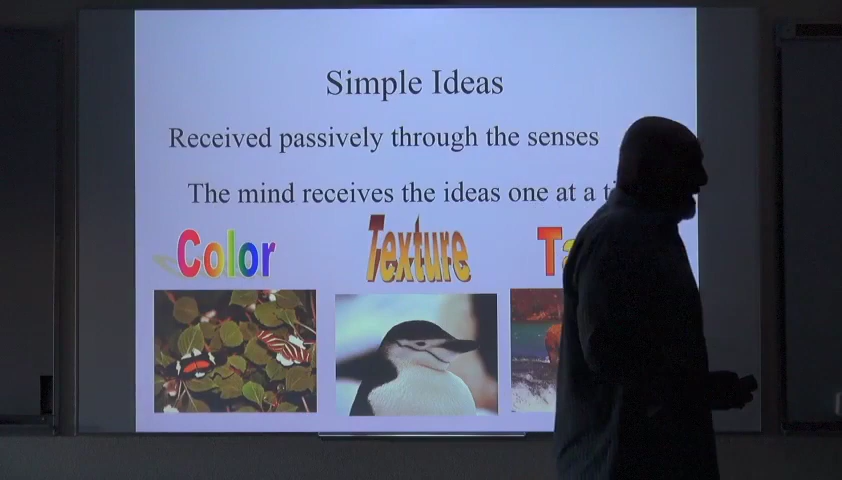 Simple Ideas
Received passively through the senses
The mind receives the ideas one at a
Color Texture